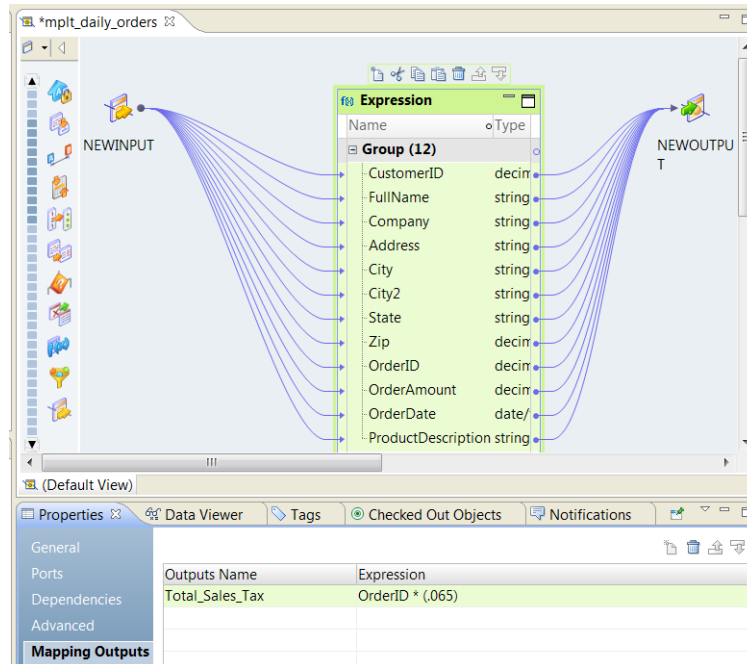 *mplt_daily_orders
NEWINPUT
f(x) Expression
Name Type
Group (12)
CustomerID decim
FullName string
Company string
Address string
City string
City2 string
State string
Zip decim
OrderID decim
OrderAmount decim
OrderDate date/
ProductDescription string
NEWOUTPU
T
(Default View)
Properties Data Viewer Tags Checked Out Objects Notifications
General
Ports
Dependencies
Advanced
Mapping Outputs
Outputs Name Expression
Total_Sales_Tax OrderID * (.065)